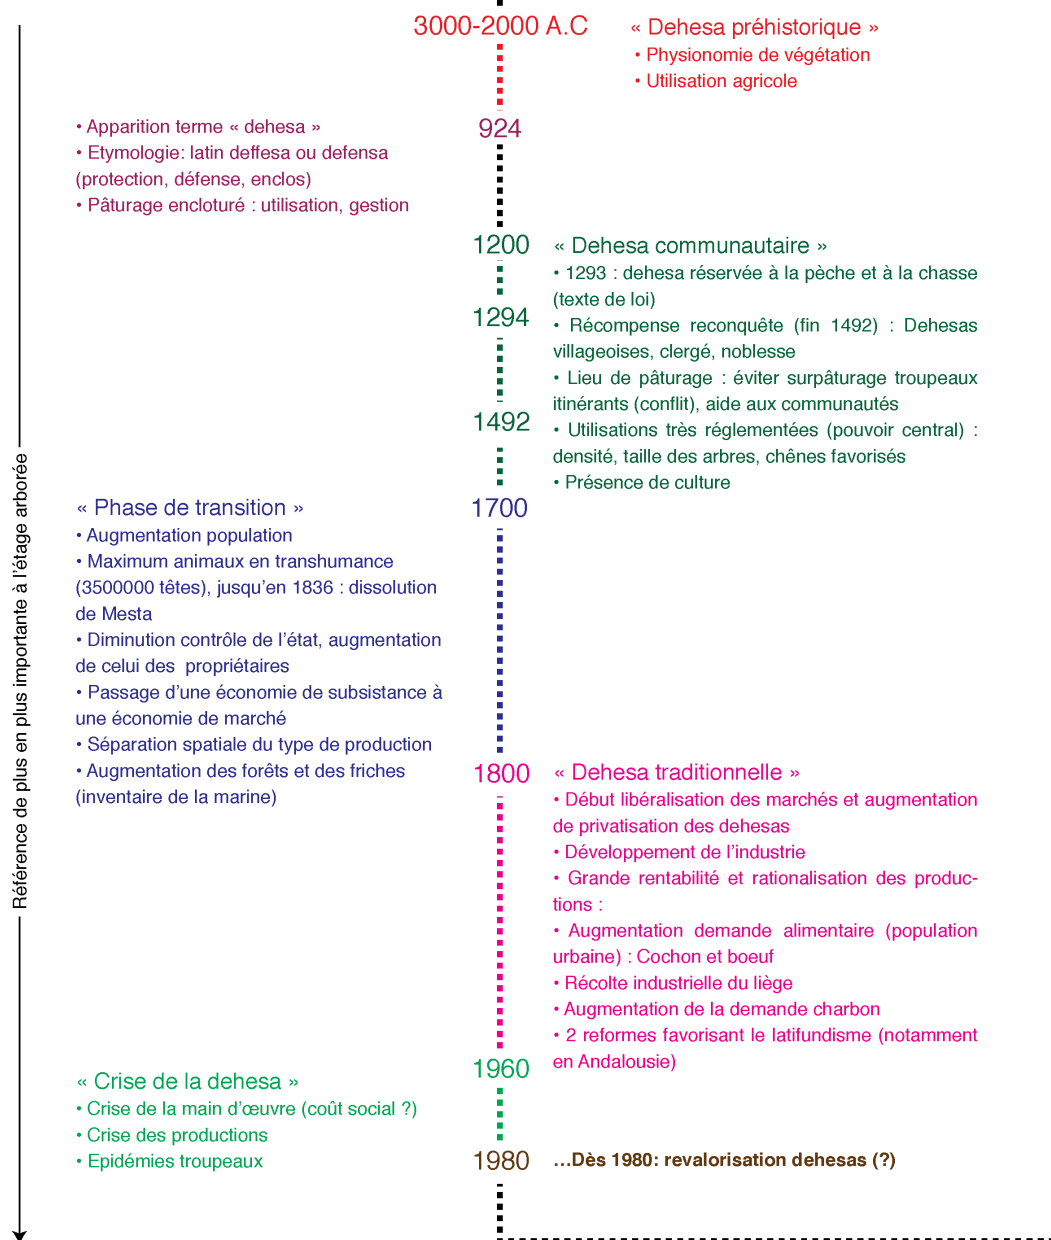 3000-2000 A.C
« Dehesa préhistorique »
• Physionomie de végétation
• Utilisation agricole
924
• Apparition terme « dehesa »
• Etymologie: latin deffesa ou defensa
(protection, défense, enclos)
• Pâturage encloturé : utilisation, gestion
1200
« Dehesa communautaire »
• 1293 : dehesa réservée à la pèche et à la chasse
(texte de loi)
1294
• Récompense reconquête (fin 1492) : Dehesas
villageoises, clergé, noblesse
• Lieu de pâturage : éviter surpâturage troupeaux
itinérants (conflit), aide aux communautés
1492
• Utilisations très réglementées (pouvoir central) :
densité, taille des arbres, chênes favorisés
• Présence de culture
1700
« Phase de transition »
• Augmentation population
• Maximum animaux en transhumance
(3500000 têtes), jusqu’en 1836 : dissolution
de Mesta
• Diminution contrôle de l’état, augmentation
de celui des propriétaires
• Passage d’une économie de subsistance à
une économie de marché
• Séparation spatiale du type de production
• Augmentation des forêts et des friches
(inventaire de la marine)
1800
« Dehesa traditionnelle »
• Début libéralisation des marchés et augmentation
de privatisation des dehesas
• Développement de l’industrie
• Grande rentabilité et rationalisation des produc-
tions :
• Augmentation demande alimentaire (population
urbaine) : Cochon et boeuf
• Récolte industrielle du liège
• Augmentation de la demande charbon
• 2 reformes favorisant le latifundisme (notamment
en Andalousie)
1960
« Crise de la dehesa »
• Crise de la main d’œuvre (coût social ?)
• Crise des productions
• Epidémies troupeaux
1980
…Dès 1980: revalorisation dehesas (?)
Référence de plus en plus importante à l’étage arborée